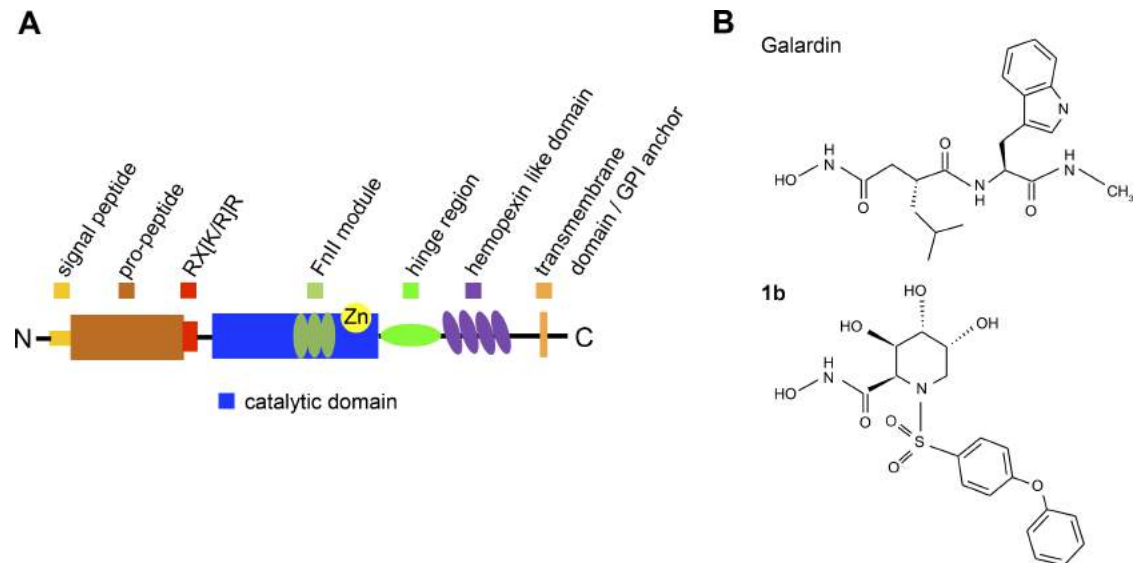 A
signal peptide
pro-peptide
RX[K/R]R
FnII module
hinge region
hemopexin like domain
transmembrane
domain / GPI anchor
N
Zn
C
catalytic domain
B
Galardin
N
H
O
H
N
HO
O
N
H
O
H
N
CH₃
1b
HO
HO
OH
H
N
HO
O
N
O
S
O
O